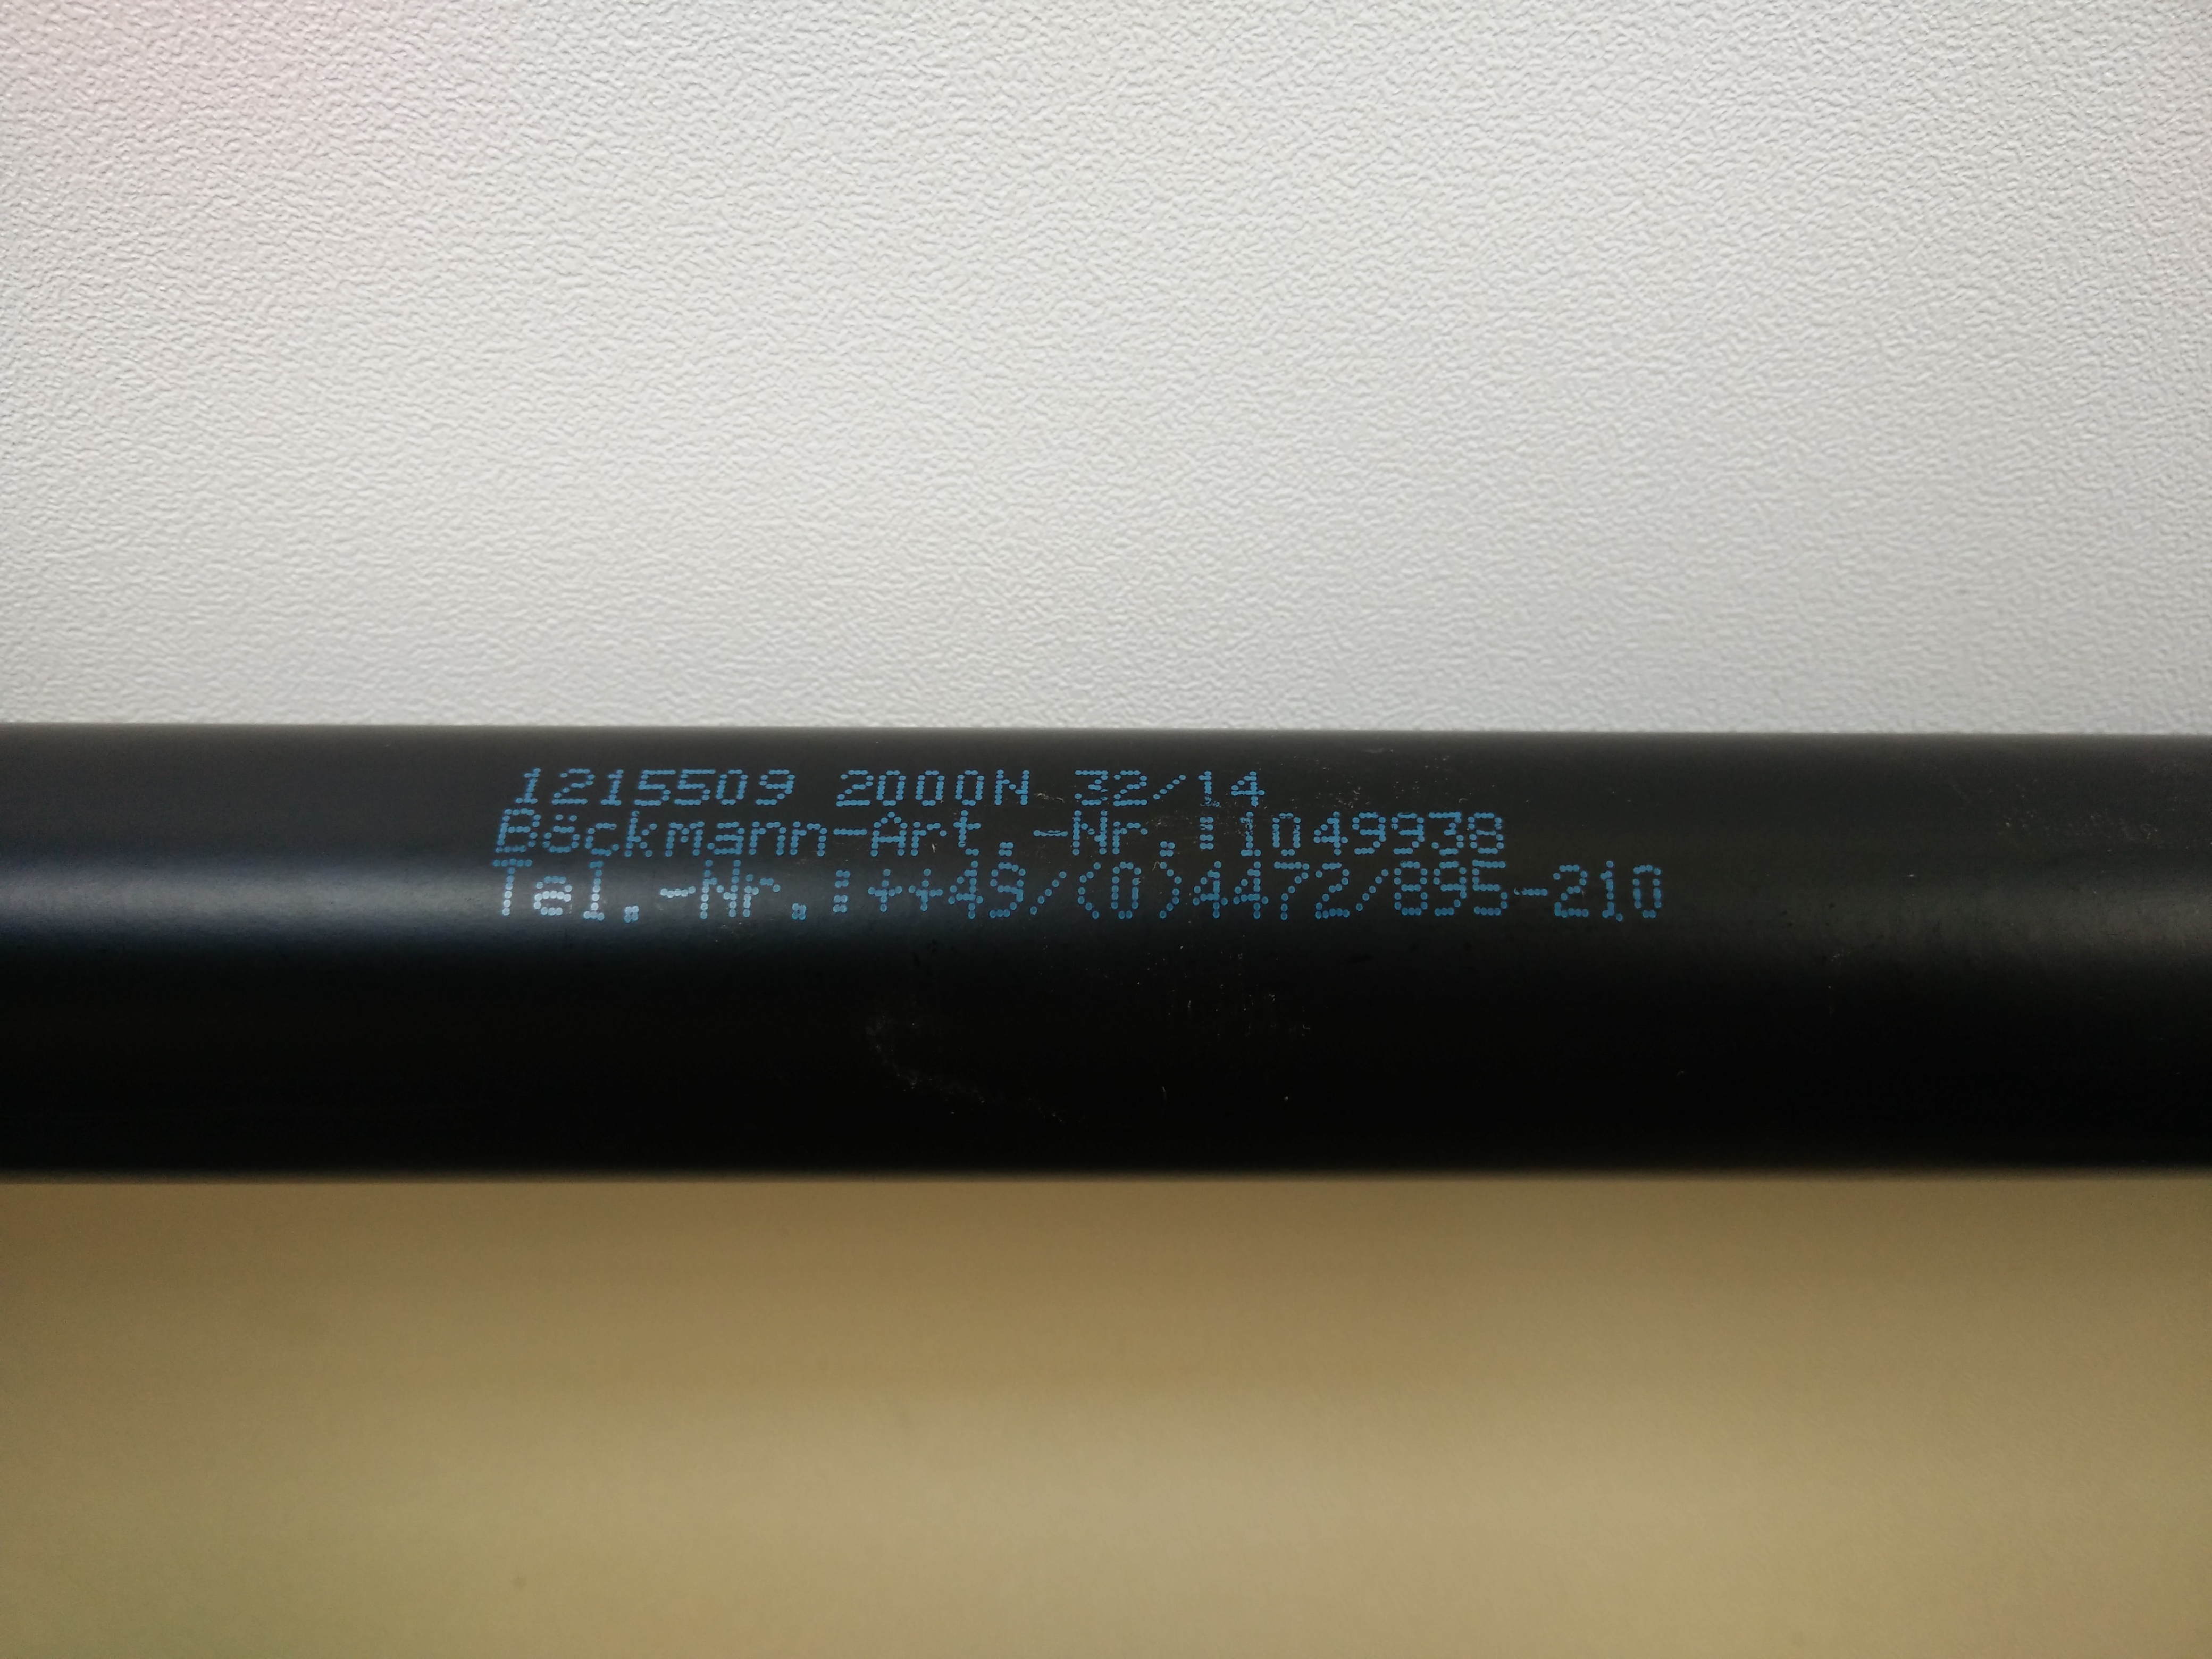 1215509 2000N 32/14
Böckmann-Art.-Nr.:1049938
Tel.-Nr.:++49/(0)4472/895-210